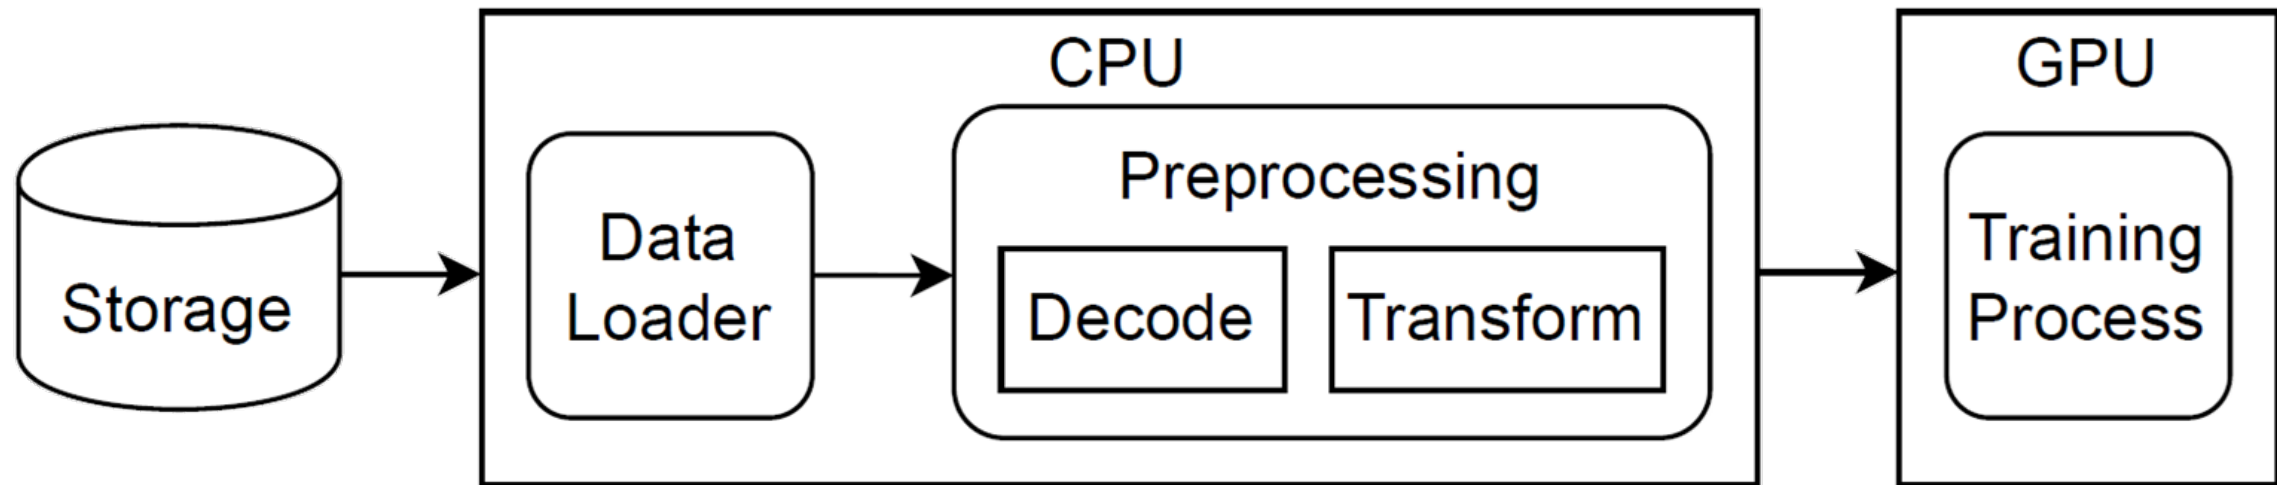 Storage
CPU
Data
Loader
Preprocessing
Decode
Transform
GPU
Training
Process